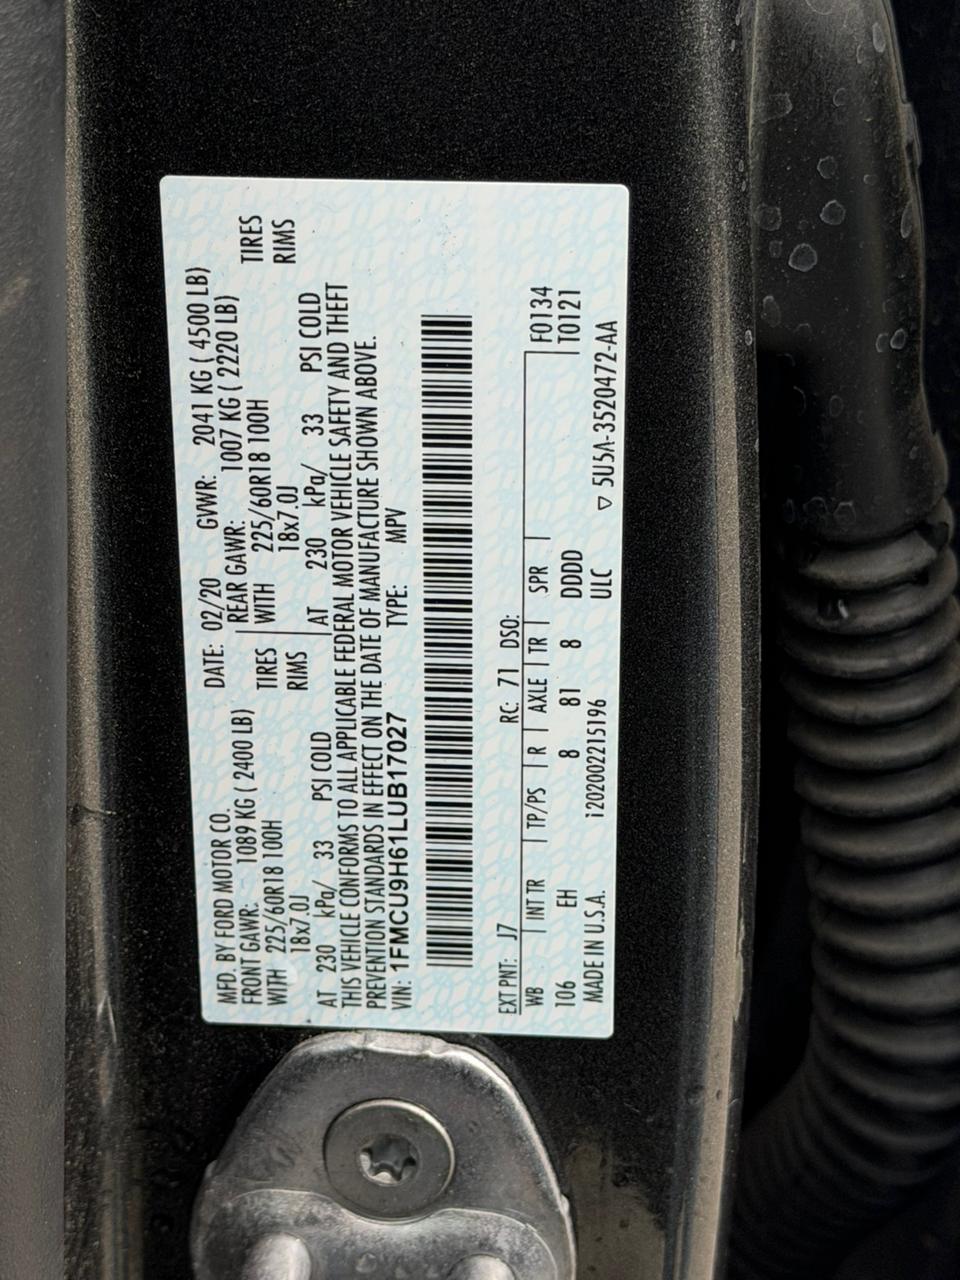 MFD. BY FORD MOTOR CO. DATE: 02/20 GVWR: 2041 KG ( 4500 LB)
FRONT GAWR: 1089 KG ( 2400 LB) REAR GAWR: 1007 KG ( 2220 LB)
WITH 225/60R18 100H TIRES WITH 225/60R18 100H TIRES
18x7.0J RIMS 18x7.0J RIMS
AT 230 kPa/ 33 PSI COLD AT 230 kPa/ 33 PSI COLD
THIS VEHICLE CONFORMS TO ALL APPLICABLE FEDERAL MOTOR VEHICLE SAFETY AND THEFT
PREVENTION STANDARDS IN EFFECT ON THE DATE OF MANUFACTURE SHOWN ABOVE.
VIN: 1FMCU9H61LUB17027 TYPE: MPV
EXT PNT: J7 RC: 71 DSO: F0134
WB INT TR TP/PS R AXLE TR SPR T0121
T06 EH 8 81 8 DDDD
MADE IN U.S.A. i20200221519​6 ULC ▽ 5U5A-3520472-AA